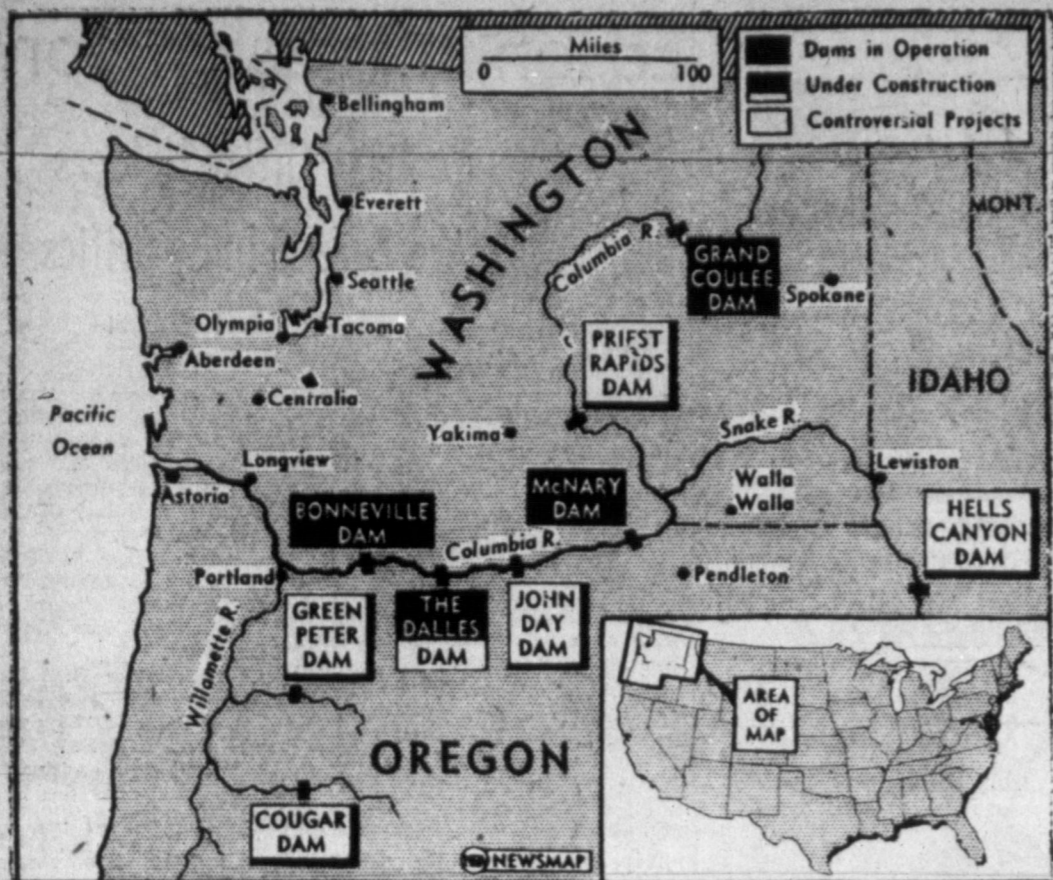 Miles
0 100
Dams in Operation
Under Construction
Controversial Projects
Bellingham
WASHINGTON
MONT.
Everett
Columbia R.
GRAND
COULEE
DAM
Seattle
Spokane
Olympia
Tacoma
PRIEST
RAPIDS
DAM
Aberdeen
IDAHO
Centralia
Pacific
Ocean
Yakima
Snake R.
Longview
Lewiston
Astoria
McNARY
DAM
Walla
Walla
BONNEVILLE
DAM
HELLS
CANYON
DAM
Columbia R.
Portland
Pendleton
GREEN
PETER
DAM
THE
DALLES
DAM
JOHN
DAY
DAM
Willamette R.
AREA
OF
MAP
OREGON
COUGAR
DAM
NEWSMAP